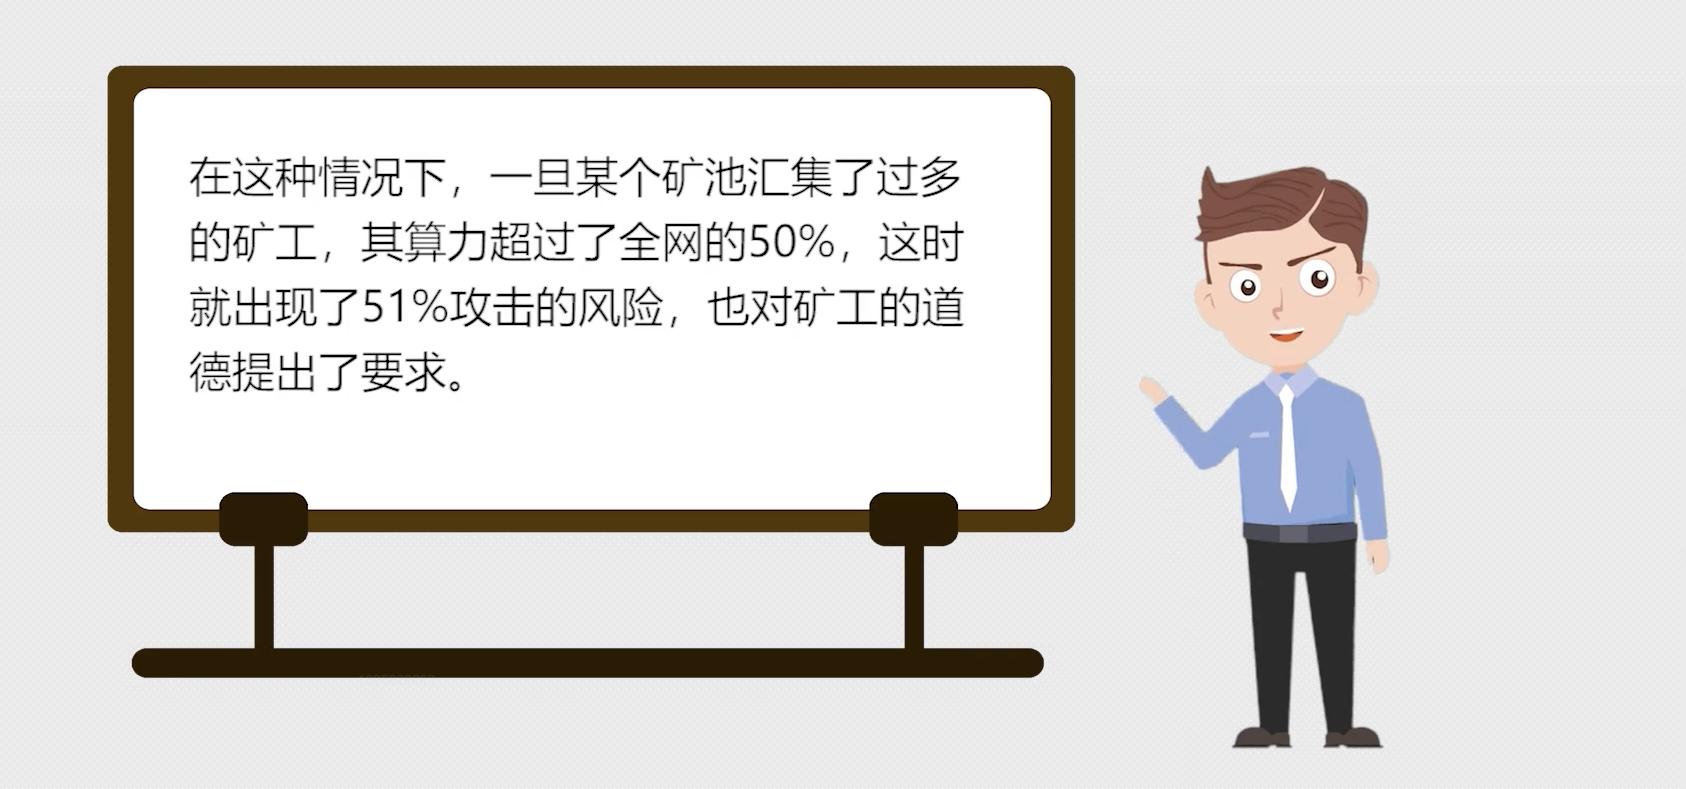 在这种情况下，一旦某个矿池汇集了过多
的矿工，其算力超过了全网的50%，这时
就出现了51%攻击的风险，也对矿工的道
德提出了要求。